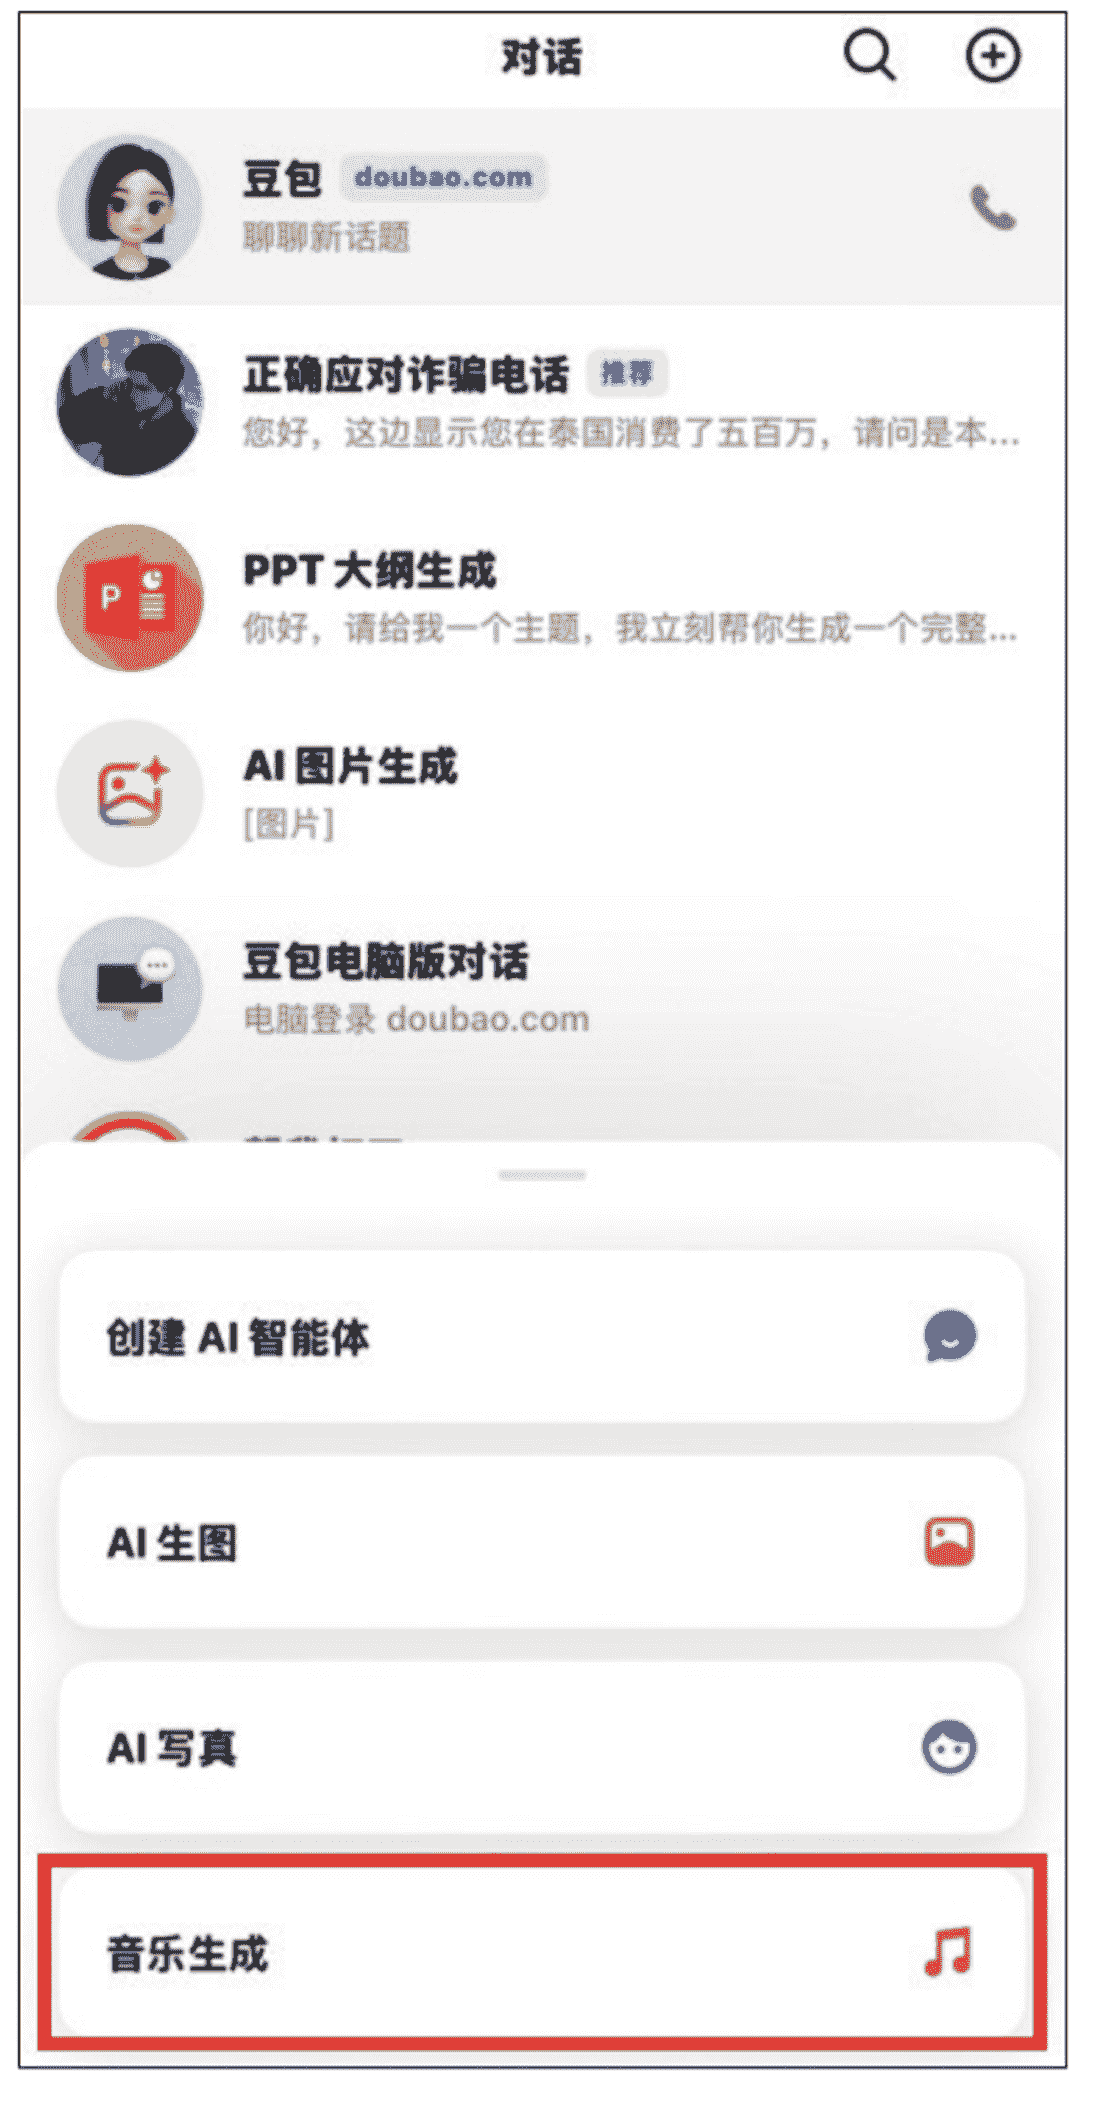 对话
豆包 doubao.com
聊聊新话题
正确应对诈骗电话 推荐
您好，这边显示您在泰国消费了五百万，请问是本...
P
PPT 大纲生成
你好，请给我一个主题，我立刻帮你生成一个完整...
AI 图片生成
[图片]
豆包电脑版对话
电脑登录 doubao.com
创建 AI 智能体
AI 生图
AI 写真
音乐生成